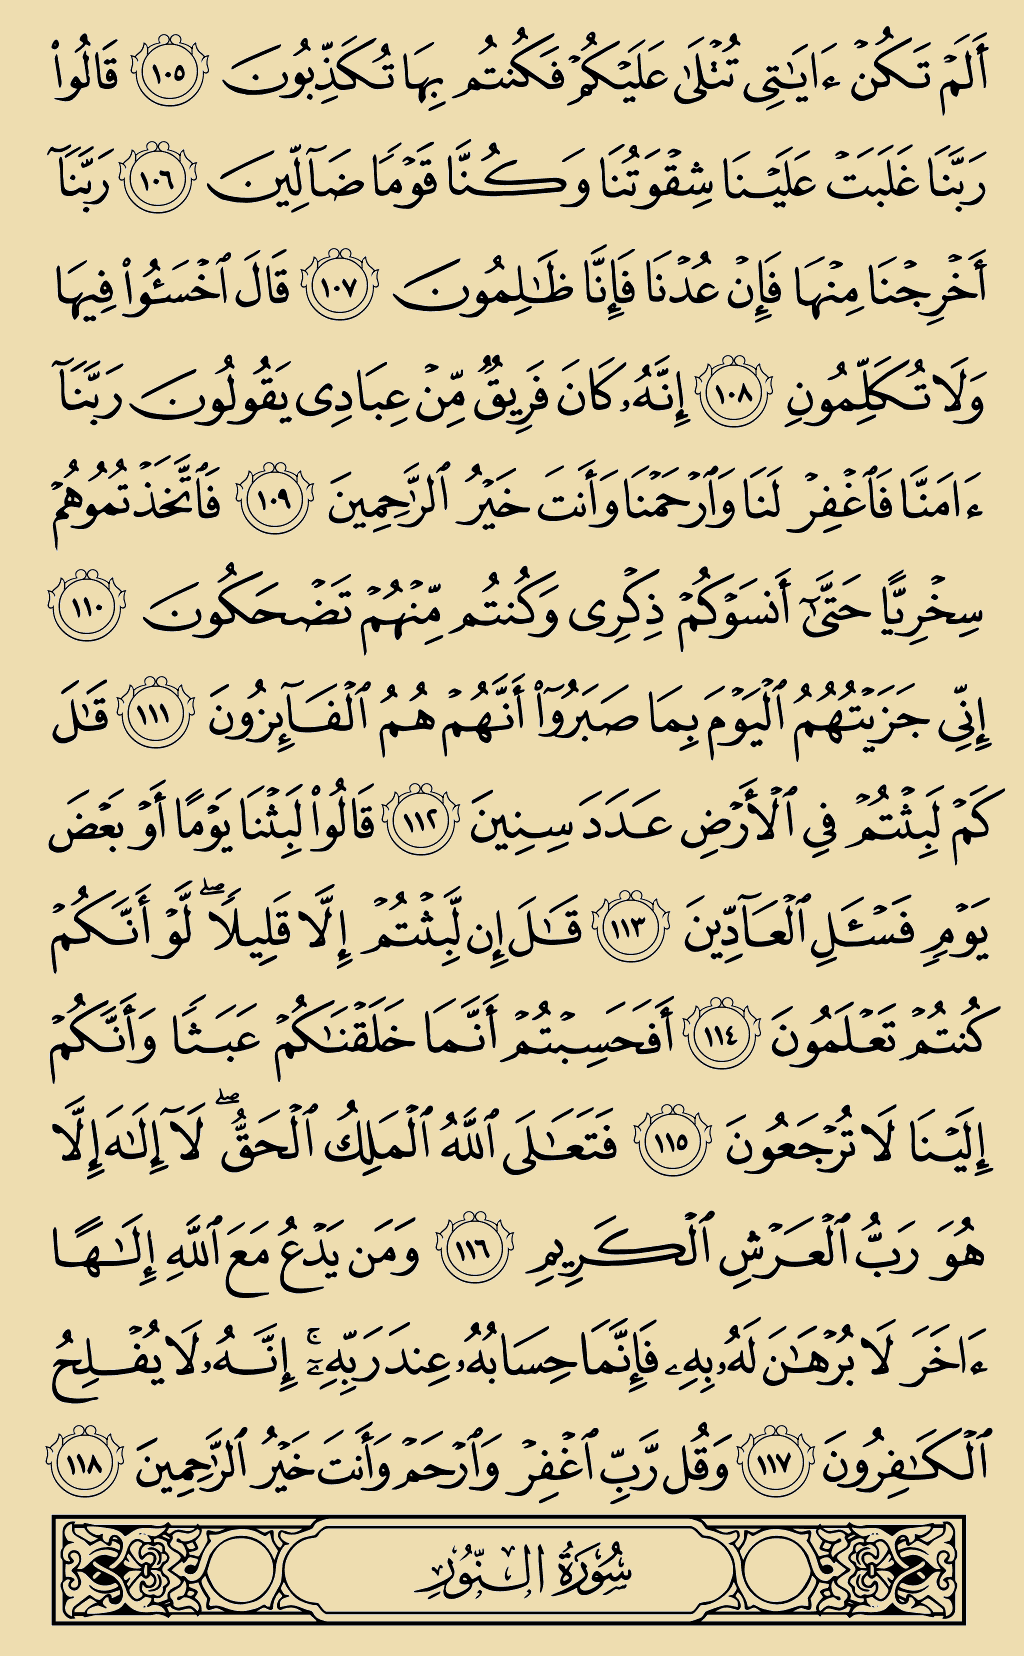 أَلَمۡ تَكُنۡ ءَايَٰتِي تُتۡلَىٰ عَلَيۡكُمۡ فَكُنتُم بِهَا تُكَذِّبُونَ ١٠٥ قَالُواْ
رَبَّنَا غَلَبَتۡ عَلَيۡنَا شِقۡوَتُنَا وَكُنَّا قَوۡمٗا ضَآلِّينَ ١٠٦ رَبَّنَآ
أَخۡرِجۡنَا مِنۡهَا فَإِنۡ عُدۡنَا فَإِنَّا ظَٰلِمُونَ ١٠٧ قَالَ ٱخۡسَـُٔواْ فِيهَا
وَلَا تُكَلِّمُونِ ١٠٨ إِنَّهُۥ كَانَ فَرِيقٞ مِّنۡ عِبَادِي يَقُولُونَ رَبَّنَآ
ءَامَنَّا فَٱغۡفِرۡ لَنَا وَٱرۡحَمۡنَا وَأَنتَ خَيۡرُ ٱلرَّٰحِمِينَ ١٠٩ فَٱتَّخَذۡتُمُوهُمۡ
سِخۡرِيًّا حَتَّىٰٓ أَنسَوۡكُمۡ ذِكۡرِي وَكُنتُم مِّنۡهُمۡ تَضۡحَكُونَ ١١٠
إِنِّي جَزَيۡتُهُمُ ٱلۡيَوۡمَ بِمَا صَبَرُوٓاْ أَنَّهُمۡ هُمُ ٱلۡفَآئِزُونَ ١١١ قَٰلَ
كَمۡ لَبِثۡتُمۡ فِي ٱلۡأَرۡضِ عَدَدَ سِنِينَ ١١٢ قَالُواْ لَبِثۡنَا يَوۡمًا أَوۡ بَعۡضَ
يَوۡمٖ فَسۡـَٔلِ ٱلۡعَآدِّينَ ١١٣ قَٰلَ إِن لَّبِثۡتُمۡ إِلَّا قَلِيلٗاۖ لَّوۡ أَنَّكُمۡ
كُنتُمۡ تَعۡلَمُونَ ١١٤ أَفَحَسِبۡتُمۡ أَنَّمَا خَلَقۡنَٰكُمۡ عَبَثٗا وَأَنَّكُمۡ
إِلَيۡنَا لَا تُرۡجَعُونَ ١١٥ فَتَعَٰلَى ٱللَّهُ ٱلۡمَلِكُ ٱلۡحَقُّۖ لَآ إِلَٰهَ إِلَّا
هُوَ رَبُّ ٱلۡعَرۡشِ ٱلۡكَرِيمِ ١١٦ وَمَن يَدۡعُ مَعَ ٱللَّهِ إِلَٰهًا
ءَاخَرَ لَا بُرۡهَٰنَ لَهُۥ بِهِۦ فَإِنَّمَا حِسَابُهُۥ عِندَ رَبِّهِۦٓۚ إِنَّهُۥ لَا يُفۡلِحُ
ٱلۡكَٰفِرُونَ ١١٧ وَقُل رَّبِّ ٱغۡفِرۡ وَٱرۡحَمۡ وَأَنتَ خَيۡرُ ٱلرَّٰحِمِينَ ١١٨
سُورَةُ النُّورِ